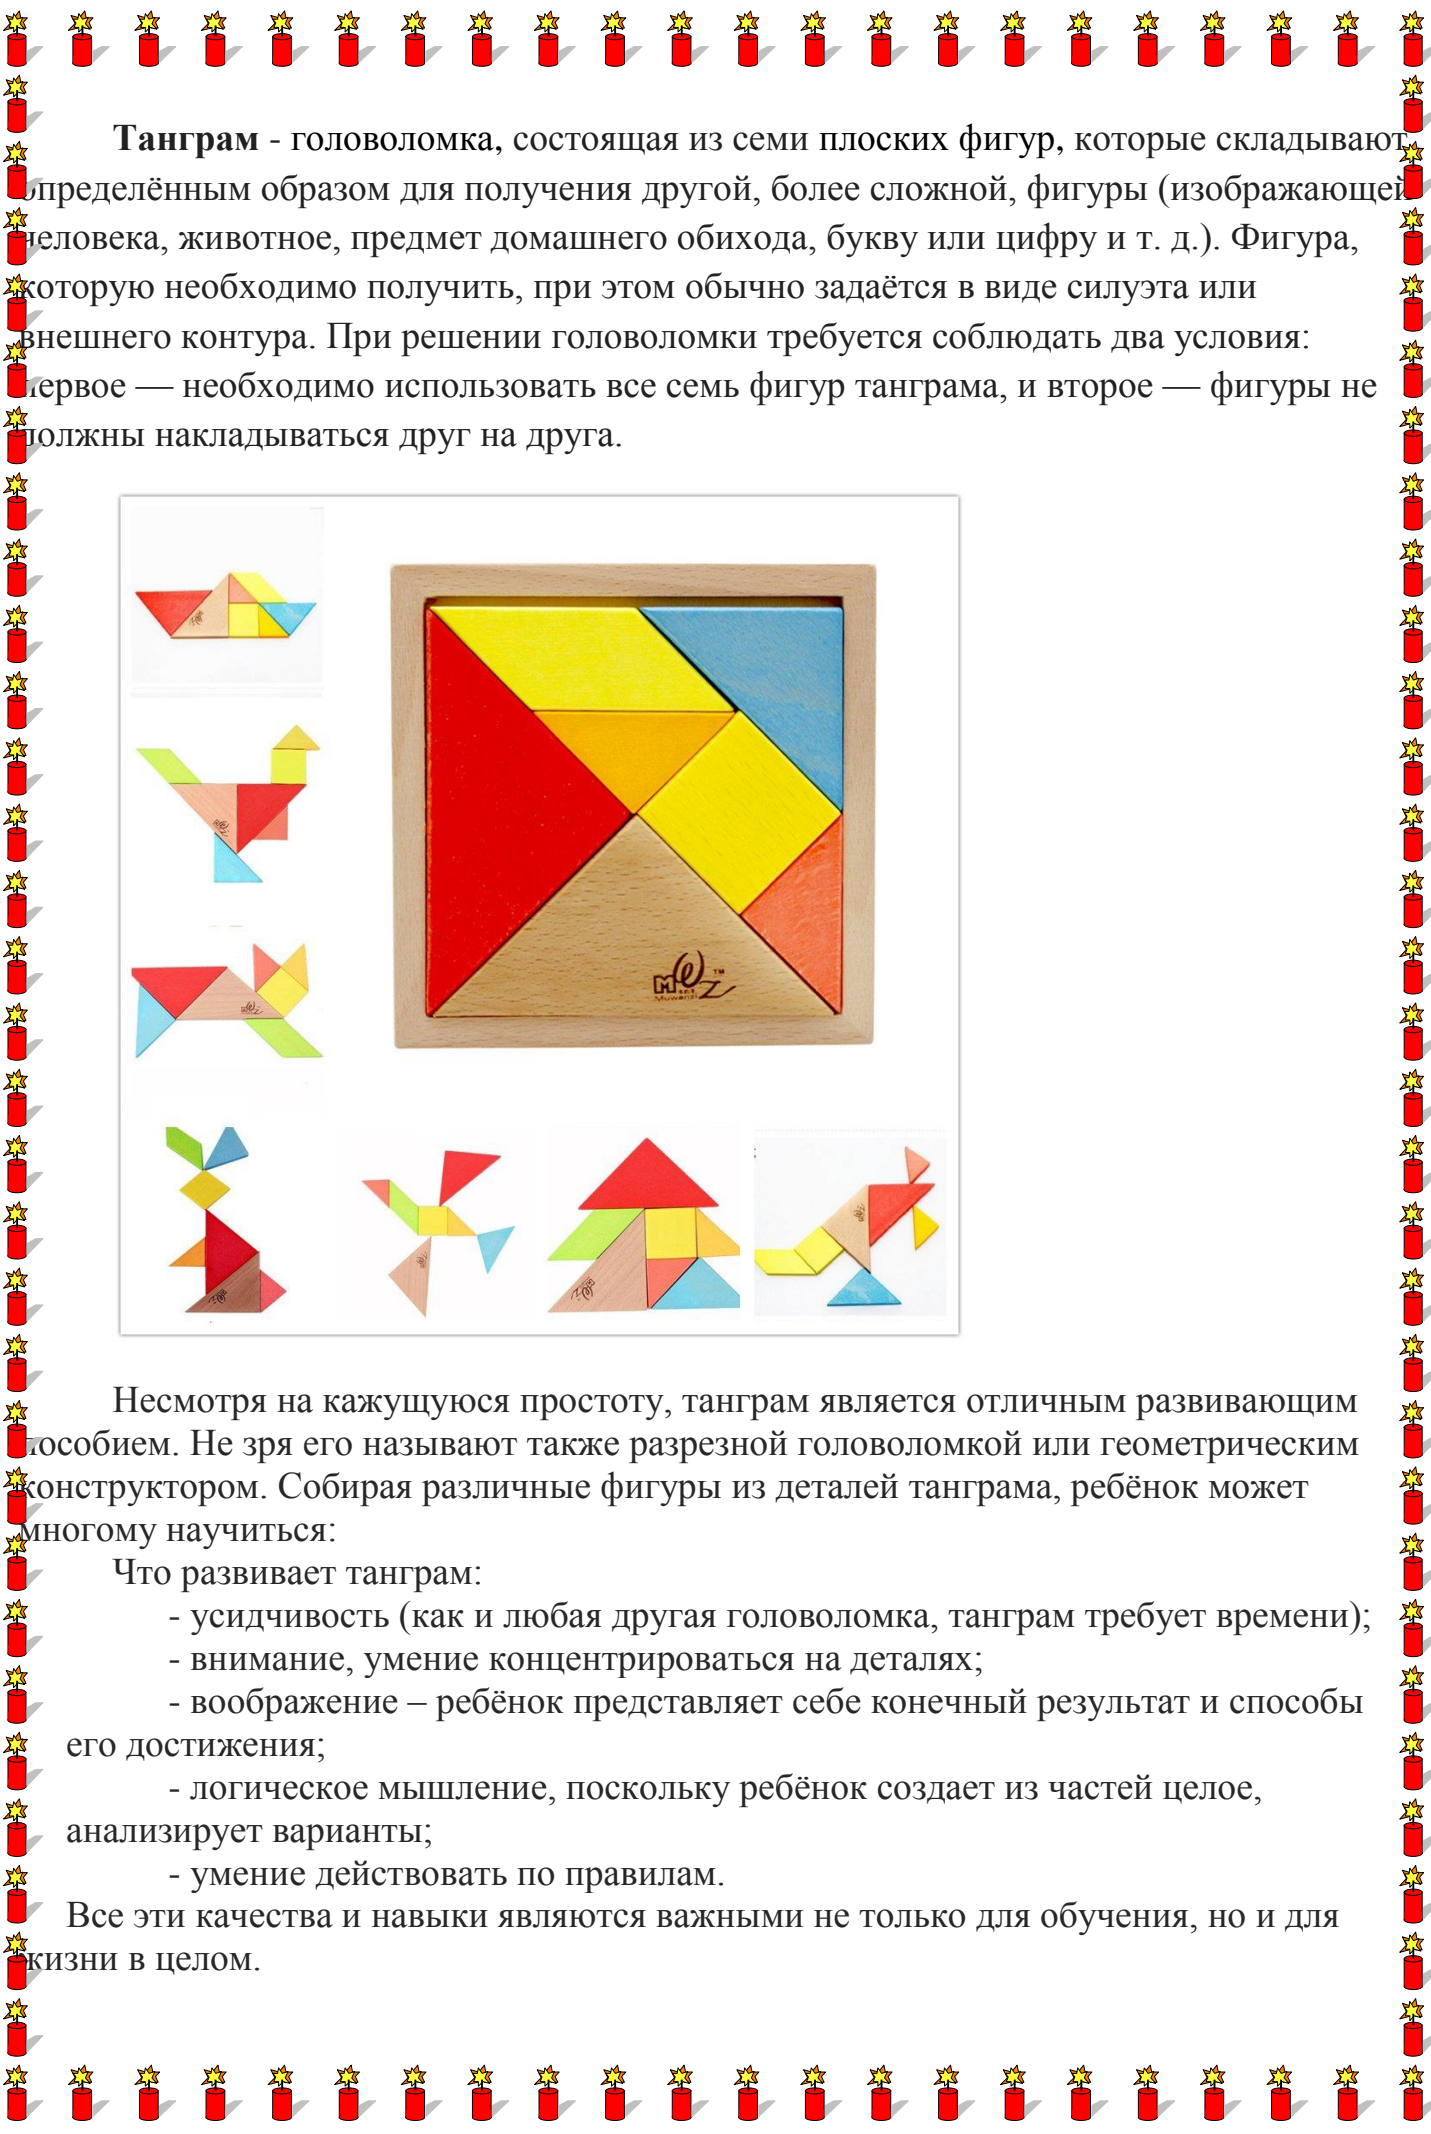 Танграм - головоломка, состоящая из семи плоских фигур, которые складывают
определённым образом для получения другой, более сложной, фигуры (изображающей
человека, животное, предмет домашнего обихода, букву или цифру и т. д.). Фигура,
которую необходимо получить, при этом обычно задаётся в виде силуэта или
внешнего контура. При решении головоломки требуется соблюдать два условия:
первое — необходимо использовать все семь фигур танграма, и второе — фигуры не
должны накладываться друг на друга.
MWZ™
Muwanzi
Несмотря на кажущуюся простоту, танграм является отличным развивающим
пособием. Не зря его называют также разрезной головоломкой или геометрическим
конструктором. Собирая различные фигуры из деталей танграма, ребёнок может
многому научиться:
Что развивает танграм:
- усидчивость (как и любая другая головоломка, танграм требует времени);
- внимание, умение концентрироваться на деталях;
- воображение – ребёнок представляет себе конечный результат и способы
его достижения;
- логическое мышление, поскольку ребёнок создает из частей целое,
анализирует варианты;
- умение действовать по правилам.
Все эти качества и навыки являются важными не только для обучения, но и для
жизни в целом.